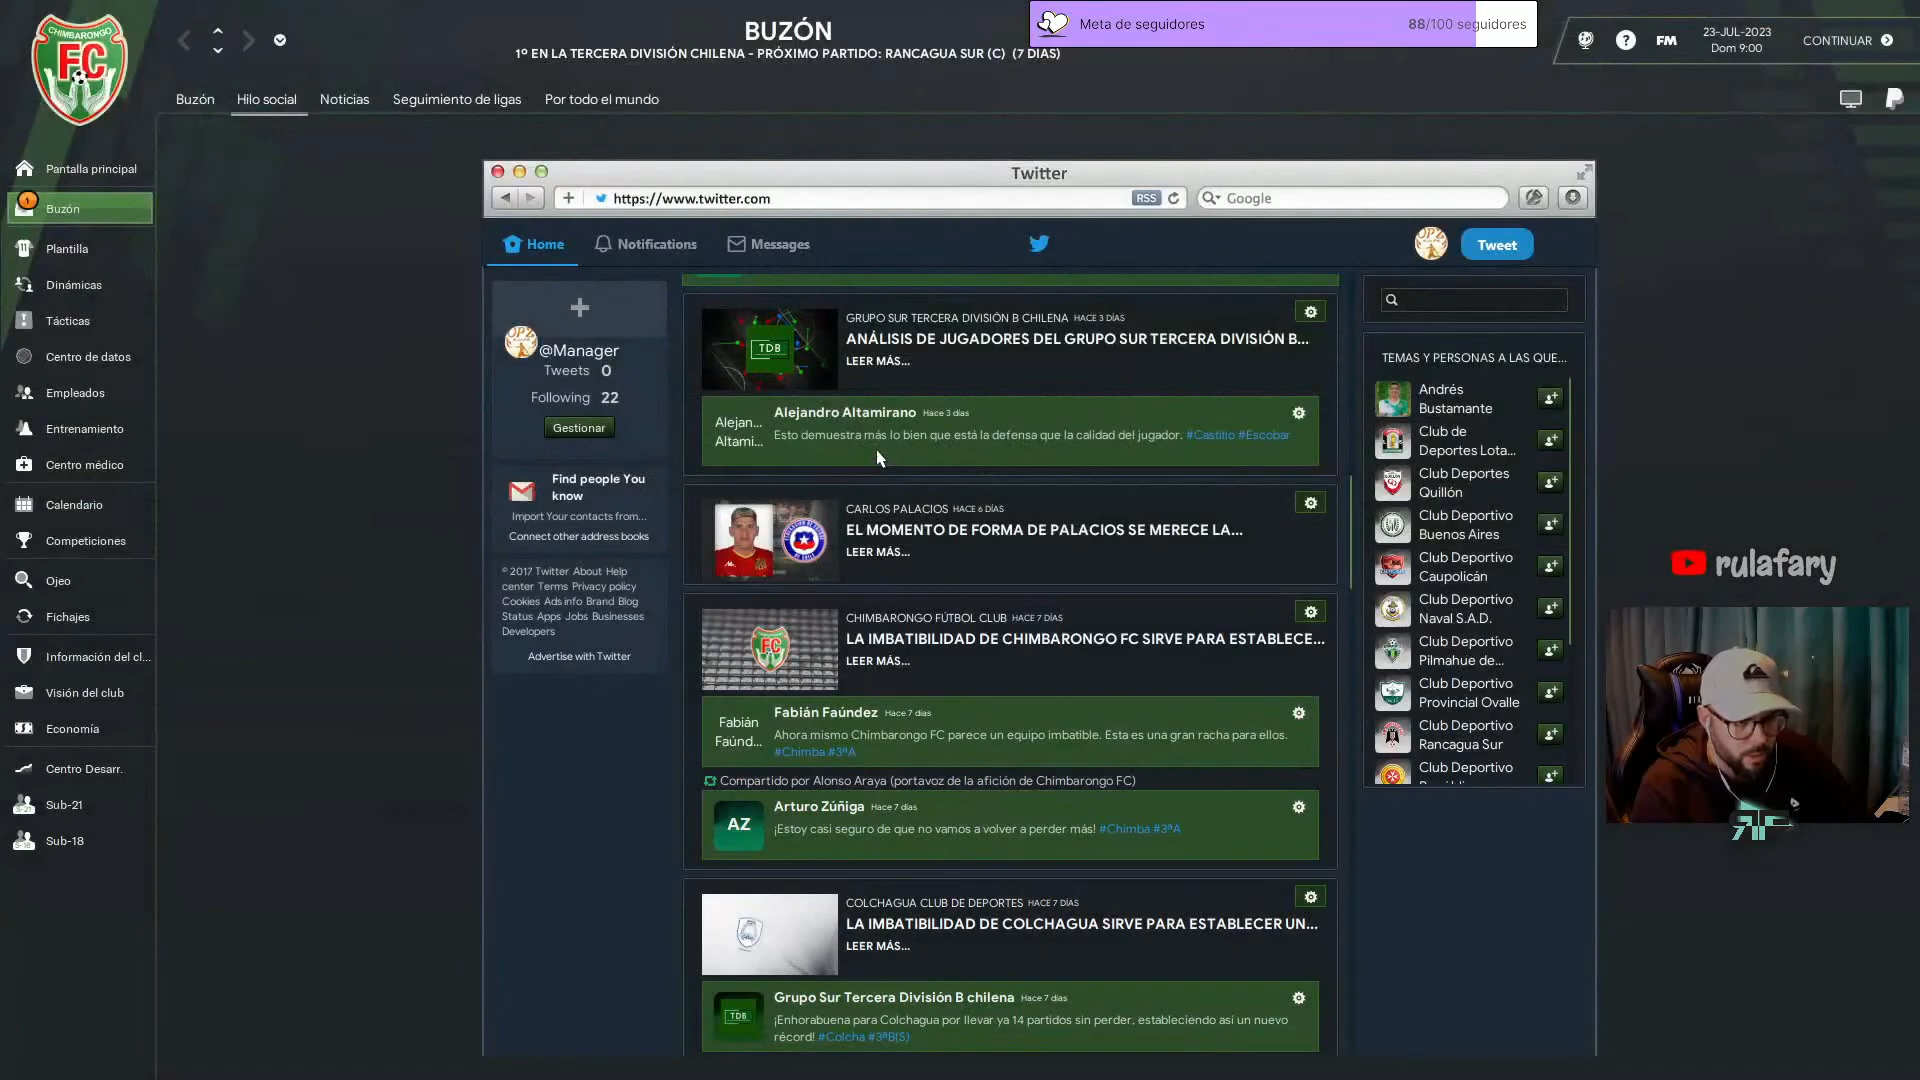 CHIMBARONGO
FC
BUZÓN
1º EN LA TERCERA DIVISIÓN CHILENA - PRÓXIMO PARTIDO: RANCAGUA SUR (C) (7 DÍAS)
Meta de seguidores
88/100 seguidores
FM
23-JUL-2023
Dom 9:00
CONTINUAR
Buzón
Hilo social
Noticias
Seguimiento de ligas
Por todo el mundo
Pantalla principal
1
Buzón
Plantilla
Dinámicas
Tácticas
Centro de datos
Empleados
Entrenamiento
Centro médico
Calendario
Competiciones
Ojeo
Fichajes
Información del cl...
Visión del club
Economía
Centro Desarr.
Sub-21
Sub-18
Twitter
https://www.twitter.com
RSS
Google
Home
Notifications
Messages
Tweet
@Manager
Tweets 0
Following 22
Gestionar
Find people You
know
Import Your contacts from...
Connect other address books
© 2017 Twitter About Help
center Terms Privacy policy
Cookies Ads info Brand Blog
Status Apps Jobs Businesses
Developers
Advertise with Twitter
TDB
GRUPO SUR TERCERA DIVISIÓN B CHILENA HACE 3 DÍAS
ANÁLISIS DE JUGADORES DEL GRUPO SUR TERCERA DIVISIÓN B...
LEER MÁS...
Alejan...
Altami...
Alejandro Altamirano Hace 3 días
Esto demuestra más lo bien que está la defensa que la calidad del jugador. #Castillo #Escobar
CARLOS PALACIOS HACE 6 DÍAS
EL MOMENTO DE FORMA DE PALACIOS SE MERECE LA...
LEER MÁS...
CHIMBARONGO FÚTBOL CLUB HACE 7 DÍAS
LA IMBATIBILIDAD DE CHIMBARONGO FC SIRVE PARA ESTABLECE...
LEER MÁS...
Fabián
Faúnd...
Fabián Faúndez Hace 7 días
Ahora mismo Chimbarongo FC parece un equipo imbatible. Esta es una gran racha para ellos.
#Chimba #3ªA
Compartido por Alonso Araya (portavoz de la afición de Chimbarongo FC)
AZ
Arturo Zúñiga Hace 7 días
¡Estoy casi seguro de que no vamos a volver a perder más! #Chimba #3ªA
COLCHAGUA CLUB DE DEPORTES HACE 7 DÍAS
LA IMBATIBILIDAD DE COLCHAGUA SIRVE PARA ESTABLECER UN...
LEER MÁS...
TDB
Grupo Sur Tercera División B chilena Hace 7 días
¡Enhorabuena para Colchagua por llevar ya 14 partidos sin perder, estableciendo así un nuevo
récord! #Colcha #3ªB(S)
TEMAS Y PERSONAS A LAS QUE...
Andrés
Bustamante
Club de
Deportes Lota...
Club Deportes
Quillón
Club Deportivo
Buenos Aires
Club Deportivo
Caupolicán
Club Deportivo
Naval S.A.D.
Club Deportivo
Pilmahue de...
Club Deportivo
Provincial Ovalle
Club Deportivo
Rancagua Sur
Club Deportivo
rulafary